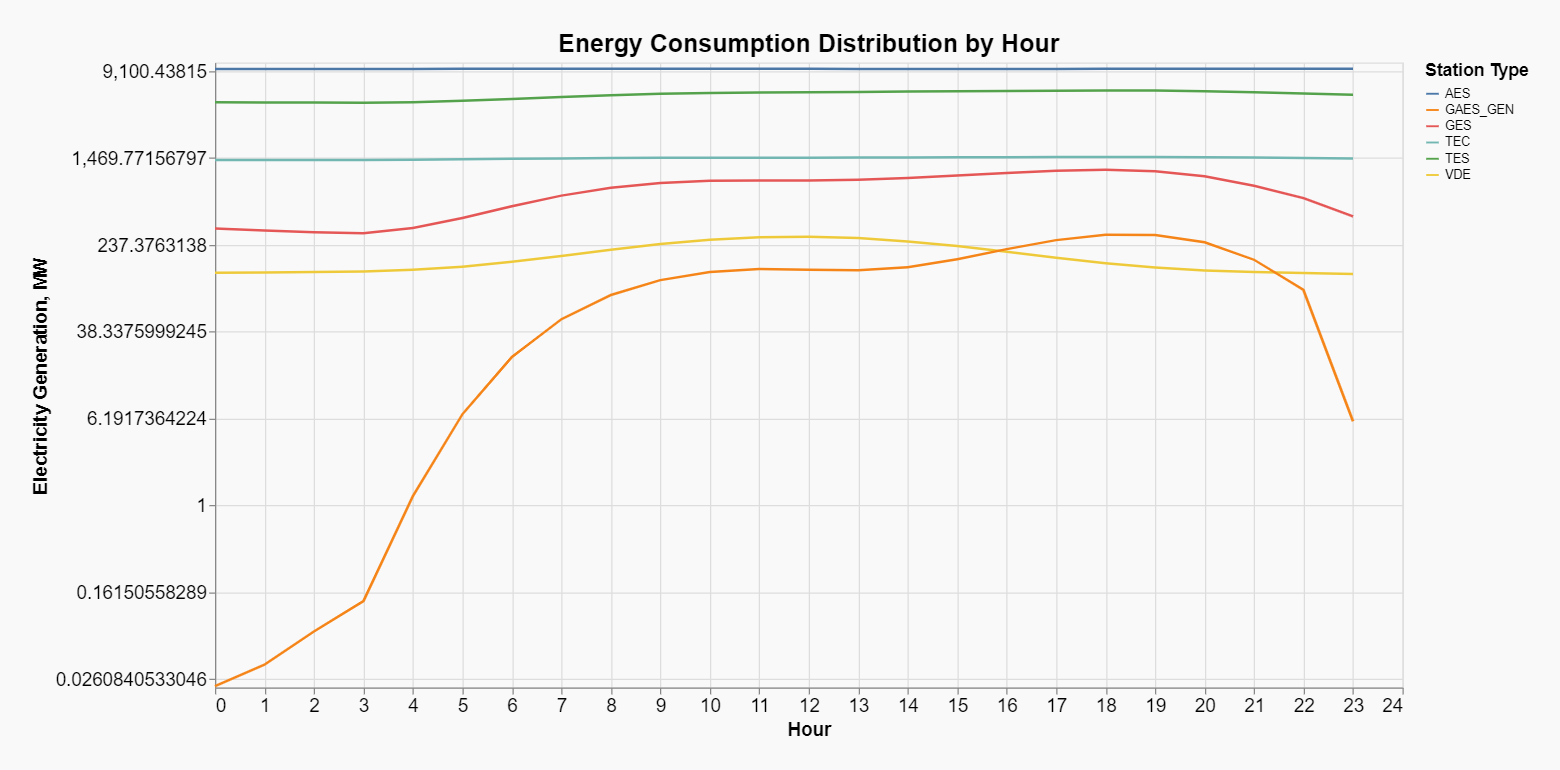 Energy Consumption Distribution by Hour
Electricity Generation, MW
9,100.43815
1,469.77156797
237.3763138
38.3375999245
6.1917364224
1
0.16150558289
0.0260840533046
0 1 2 3 4 5 6 7 8 9 10 11 12 13 14 15 16 17 18 19 20 21 22 23 24
Hour
Station Type
AES
GAES_GEN
GES
TEC
TES
VDE